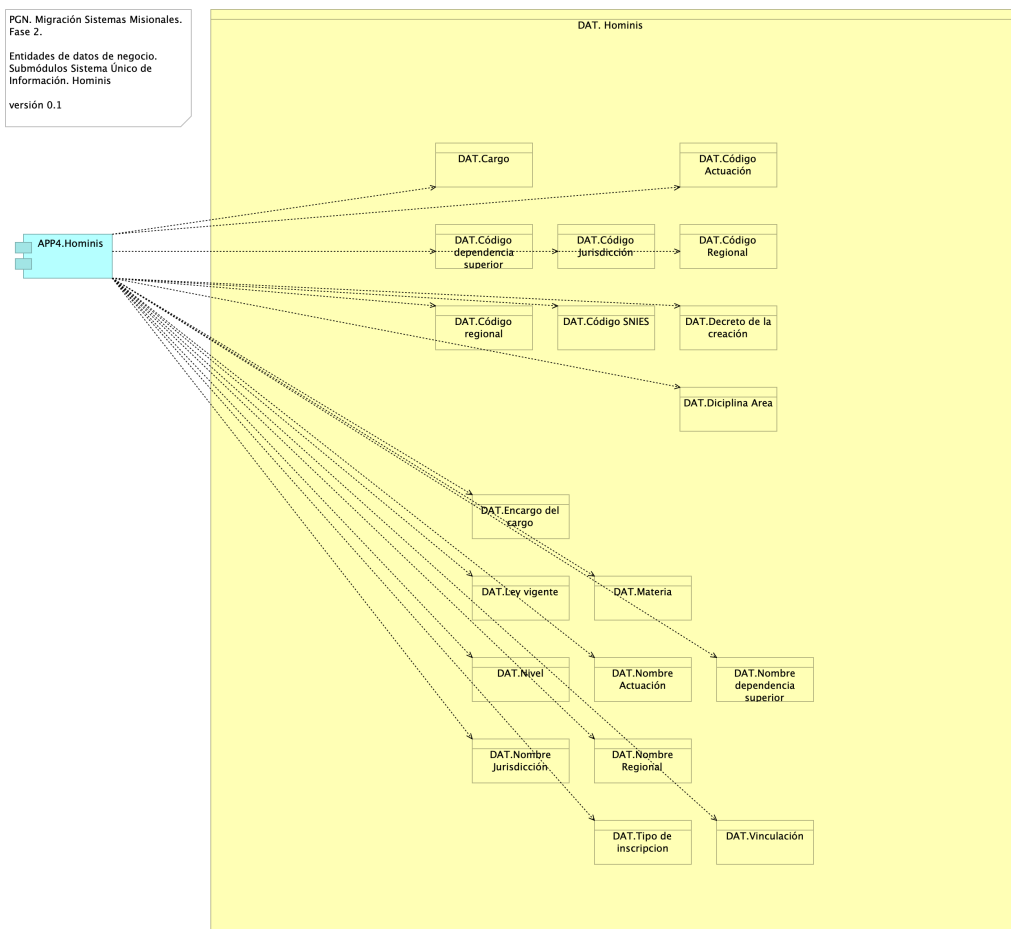 PGN. Migración Sistemas Misionales.
Fase 2.
Entidades de datos de negocio.
Submódulos Sistema Único de
Información. Hominis
versión 0.1
DAT. Hominis
DAT.Cargo
DAT.Código
Actuación
APP4.Hominis
DAT.Código
dependencia
superior
DAT.Código
Jurisdicción
DAT.Código
Regional
DAT.Código
regional
DAT.Código SNIES
DAT.Decreto de la
creación
DAT.Diciplina Area
DAT.Encargo del
cargo
DAT.Ley vigente
DAT.Materia
DAT.Nivel
DAT.Nombre
Actuación
DAT.Nombre
dependencia
superior
DAT.Nombre
Jurisdicción
DAT.Nombre
Regional
DAT.Tipo de
inscripcion
DAT.Vinculación